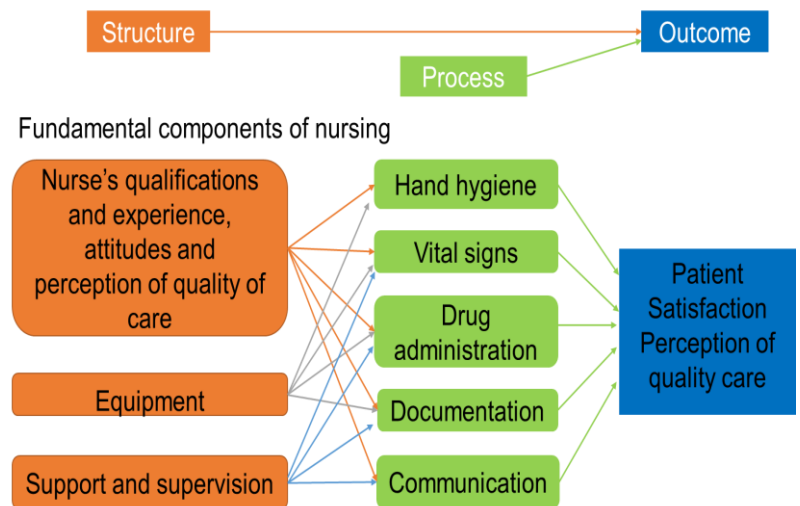 Structure
Outcome
Process
Fundamental components of nursing
Nurse's qualifications
and experience,
attitudes and
perception of quality of
care
Equipment
Support and supervision
Hand hygiene
Vital signs
Drug
administration
Documentation
Communication
Patient
Satisfaction
Perception of
quality care